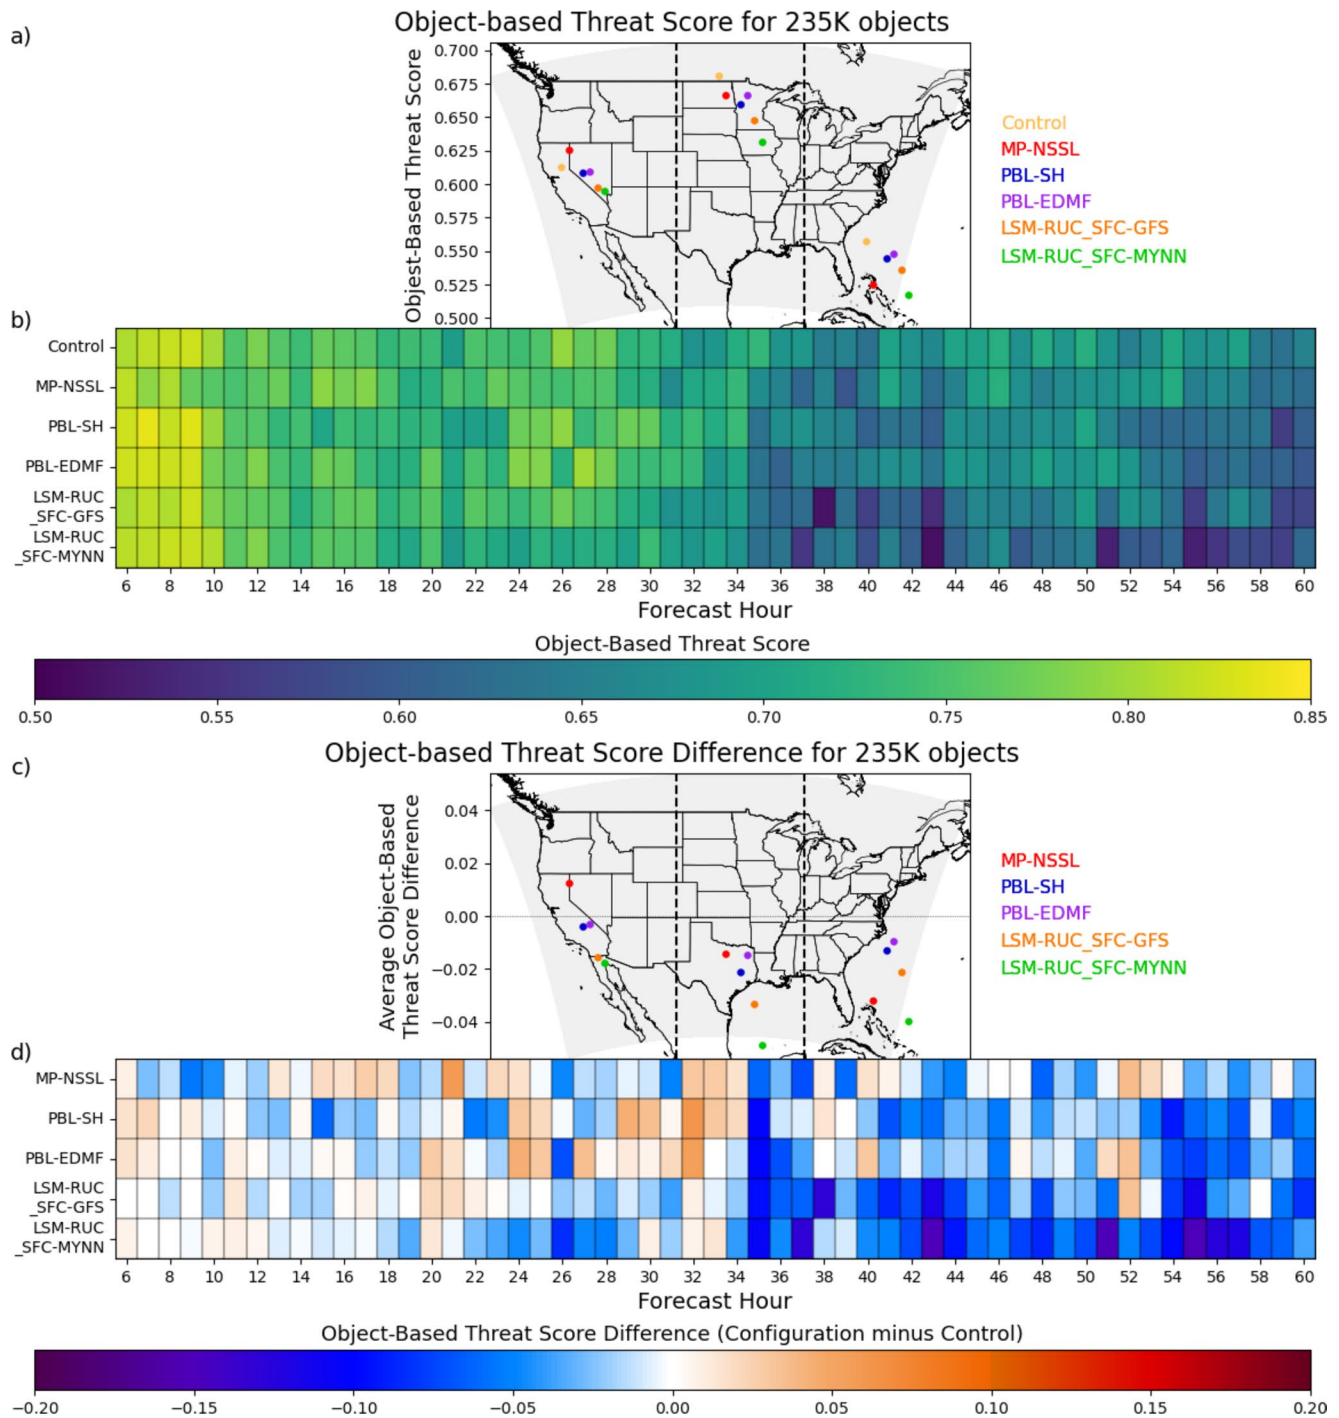 a)
Object-based Threat Score for 235K objects
Objest-Based Threat Score
0.700
0.675
0.650
0.625
0.600
0.575
0.550
0.525
0.500
Control
MP-NSSL
PBL-SH
PBL-EDMF
LSM-RUC_SFC-GFS
LSM-RUC_SFC-MYNN
b)
Control
MP-NSSL
PBL-SH
PBL-EDMF
LSM-RUC
_SFC-GFS
LSM-RUC
_SFC-MYNN
6 8 10 12 14 16 18 20 22 24 26 28 30 32 34 36 38 40 42 44 46 48 50 52 54 56 58 60
Forecast Hour
Object-Based Threat Score
0.50 0.55 0.60 0.65 0.70 0.75 0.80 0.85
Object-based Threat Score Difference for 235K objects
c)
Average Object-Based
Threat Score Difference
0.04
0.02
0.00
−0.02
−0.04
MP-NSSL
PBL-SH
PBL-EDMF
LSM-RUC_SFC-GFS
LSM-RUC_SFC-MYNN
d)
MP-NSSL
PBL-SH
PBL-EDMF
LSM-RUC
_SFC-GFS
LSM-RUC
_SFC-MYNN
6 8 10 12 14 16 18 20 22 24 26 28 30 32 34 36 38 40 42 44 46 48 50 52 54 56 58 60
Forecast Hour
Object-Based Threat Score Difference (Configuration minus Control)
−0.20 −0.15 −0.10 −0.05 0.00 0.05 0.10 0.15 0.20